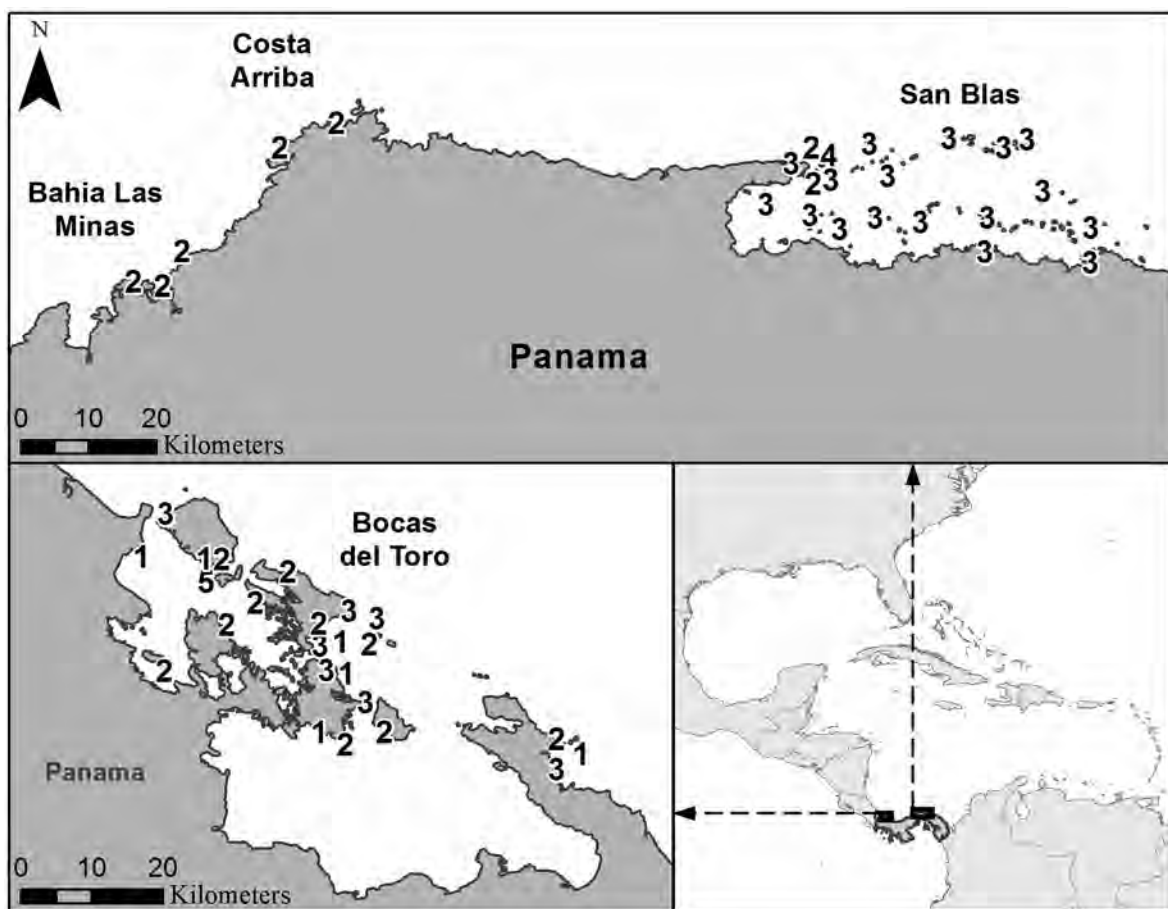 N
Costa
Arriba
San Blas
2
2
2 4 3 3 3 3
3 3 3
2
Bahia Las
Minas
3 3
3 3 3 3 3 3
2
3 3
2 2
Panama
0 10 20
Kilometers
Bocas
del Toro
3
1 12
5 2
2 3 3
2 2
3 1 2
2 3 1
3
1 2 2
2 1
3
Panama
0 10 20
Kilometers